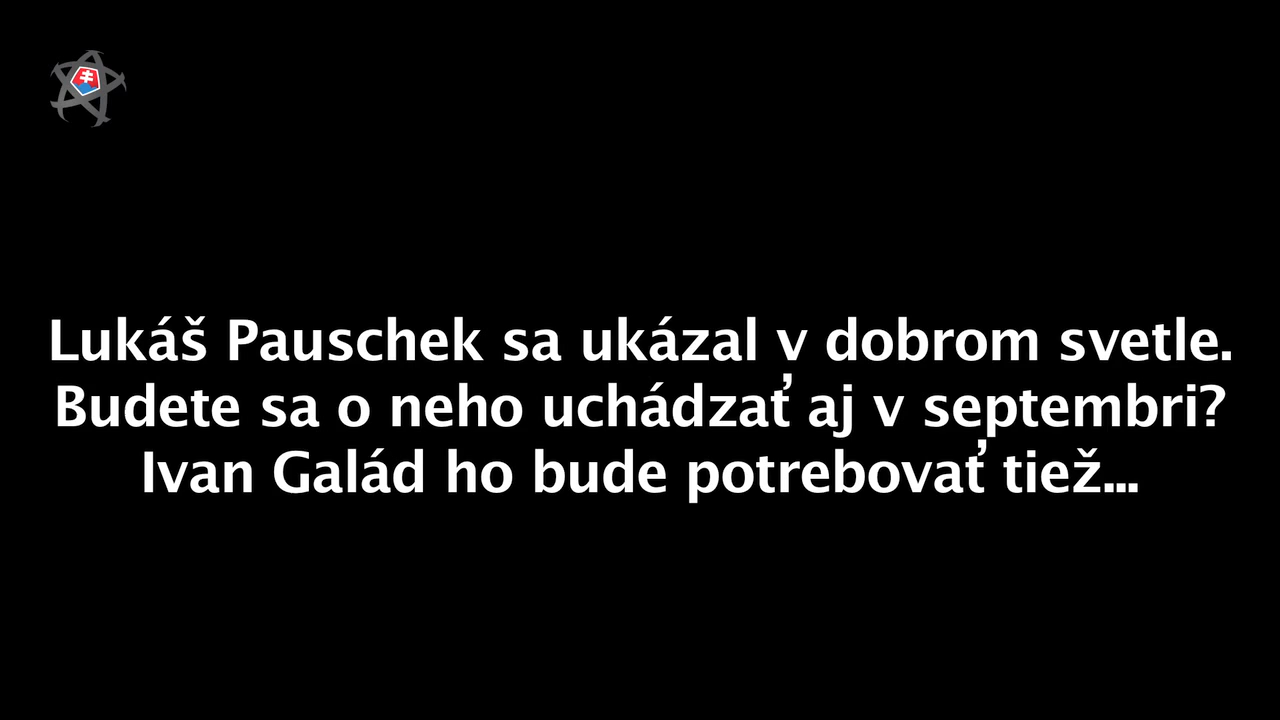 Lukáš Pauschek sa ukázal v dobrom svetle.
Budete sa o neho uchádzať aj v septembri?
Ivan Galád ho bude potrebovať tiež...